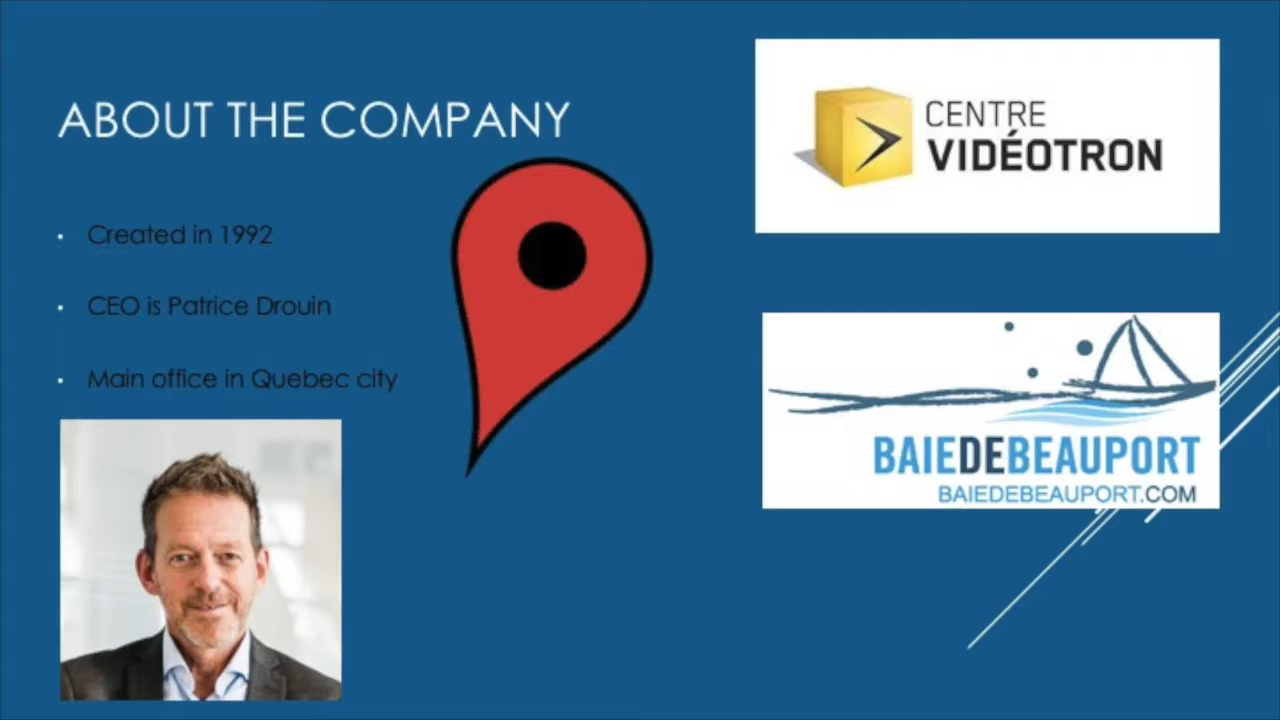 ABOUT THE COMPANY
Created in 1992
CEO is Patrice Drouin
Main office in Quebec city
CENTRE
VIDÉOTRON
BAIEDEBEAUPORT
BAIEDEBEAUPORT.COM